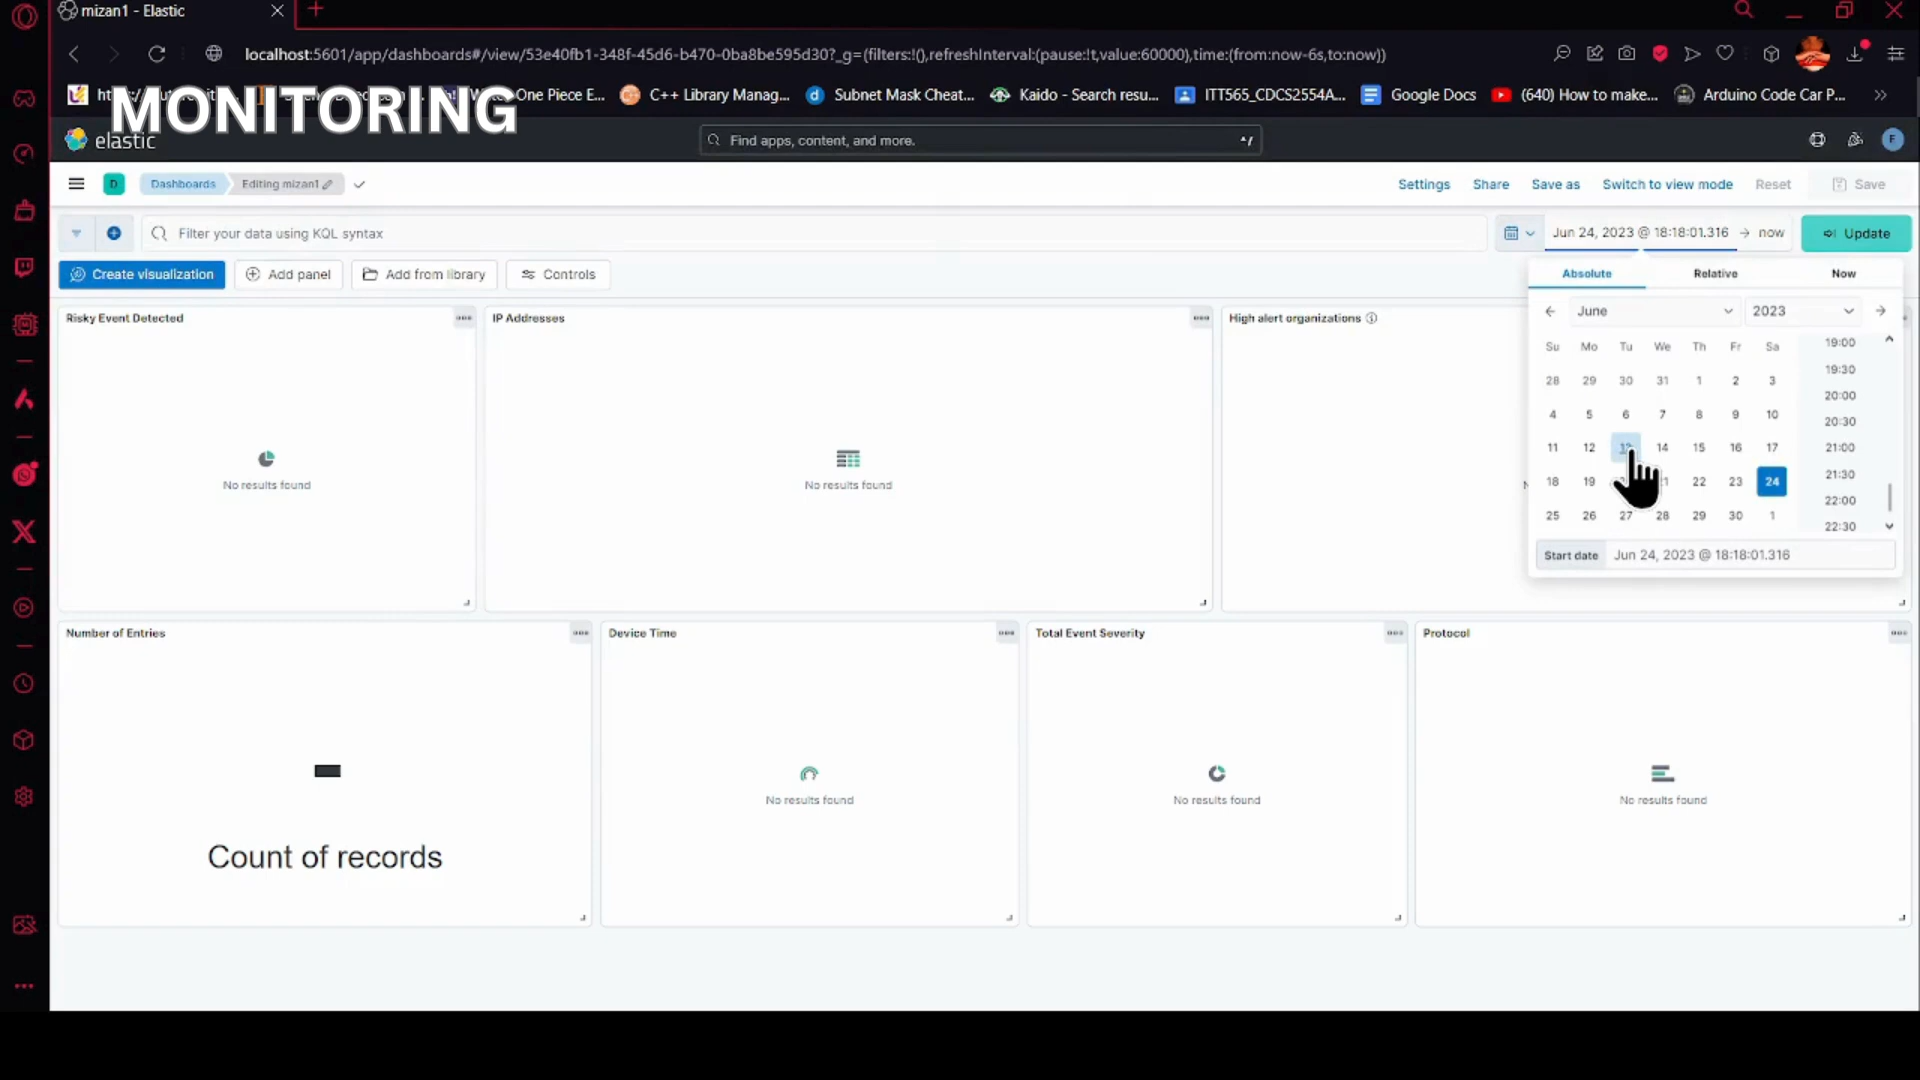 mizan1 - Elastic
localhost:5601/app/dashboards#/view/53e40fb1-348f-45d6-b470-0ba8be595d30?_g=(filters:!(),refreshInterval:(pause:!t,value:60000),time:(from:now-6s,to:now))
One Piece E... C++ Library Manag... Subnet Mask Cheat... Kaido - Search resu... ITT565_CDCS2554A... Google Docs (640) How to make... Arduino Code Car P...
MONITORING
elastic Find apps, content, and more. ^/ F
D Dashboards Editing mizan1 Settings Share Save as Switch to view mode Reset Save
Filter your data using KQL syntax Jun 24, 2023 @ 18:18:01.316 → now Update
Create visualization Add panel Add from library Controls
Absolute Relative Now
June 2023
Su Mo Tu We Th Fr Sa
28 29 30 31 1 2 3
4 5 6 7 8 9 10
11 12 13 14 15 16 17
18 19 22 23 24
25 26 27 28 29 30 1
19:00
19:30
20:00
20:30
21:00
21:30
22:00
22:30
Start date Jun 24, 2023 @ 18:18:01.316
Risky Event Detected
No results found
IP Addresses
No results found
High alert organizations
Number of Entries
Count of records
Device Time
No results found
Total Event Severity
No results found
Protocol
No results found